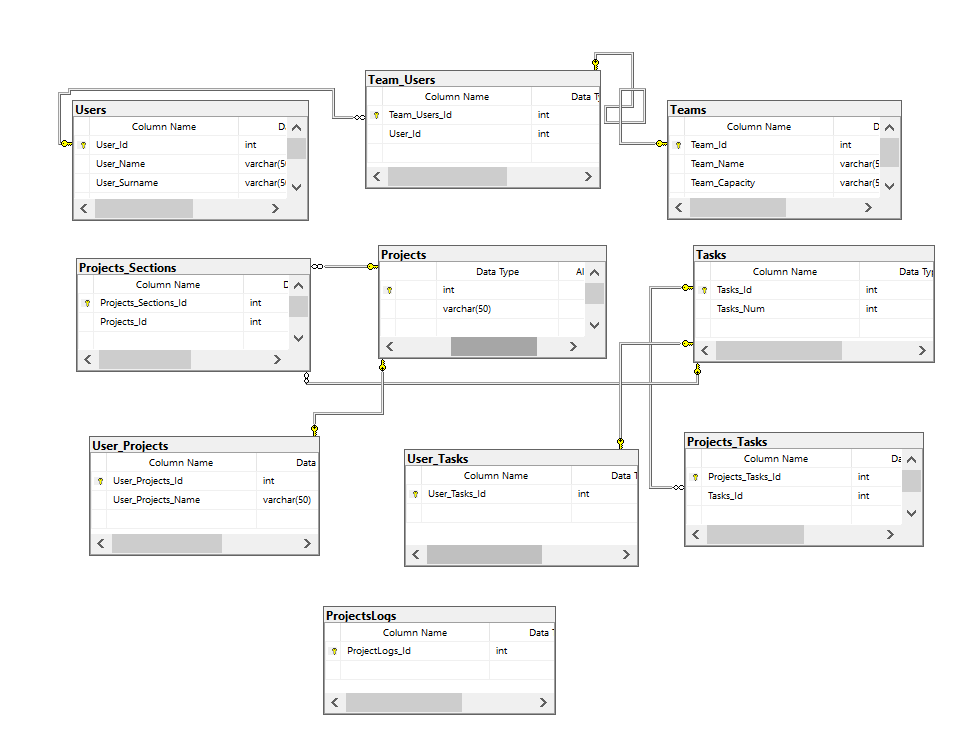 Team_Users
Column Name Data Ty
Team_Users_Id int
User_Id int
Users
Column Name D
User_Id int
User_Name varchar(50
User_Surname varchar(50
Teams
Column Name D
Team_Id int
Team_Name varchar(5
Team_Capacity varchar(5
Projects_Sections
Column Name D
Projects_Sections_Id int
Projects_Id int
Projects
Data Type Al
int
varchar(50)
Tasks
Column Name Data Typ
Tasks_Id int
Tasks_Num int
User_Projects
Column Name Data
User_Projects_Id int
User_Projects_Name varchar(50)
User_Tasks
Column Name Data T
User_Tasks_Id int
Projects_Tasks
Column Name Da
Projects_Tasks_Id int
Tasks_Id int
ProjectsLogs
Column Name Data T
ProjectLogs_Id int